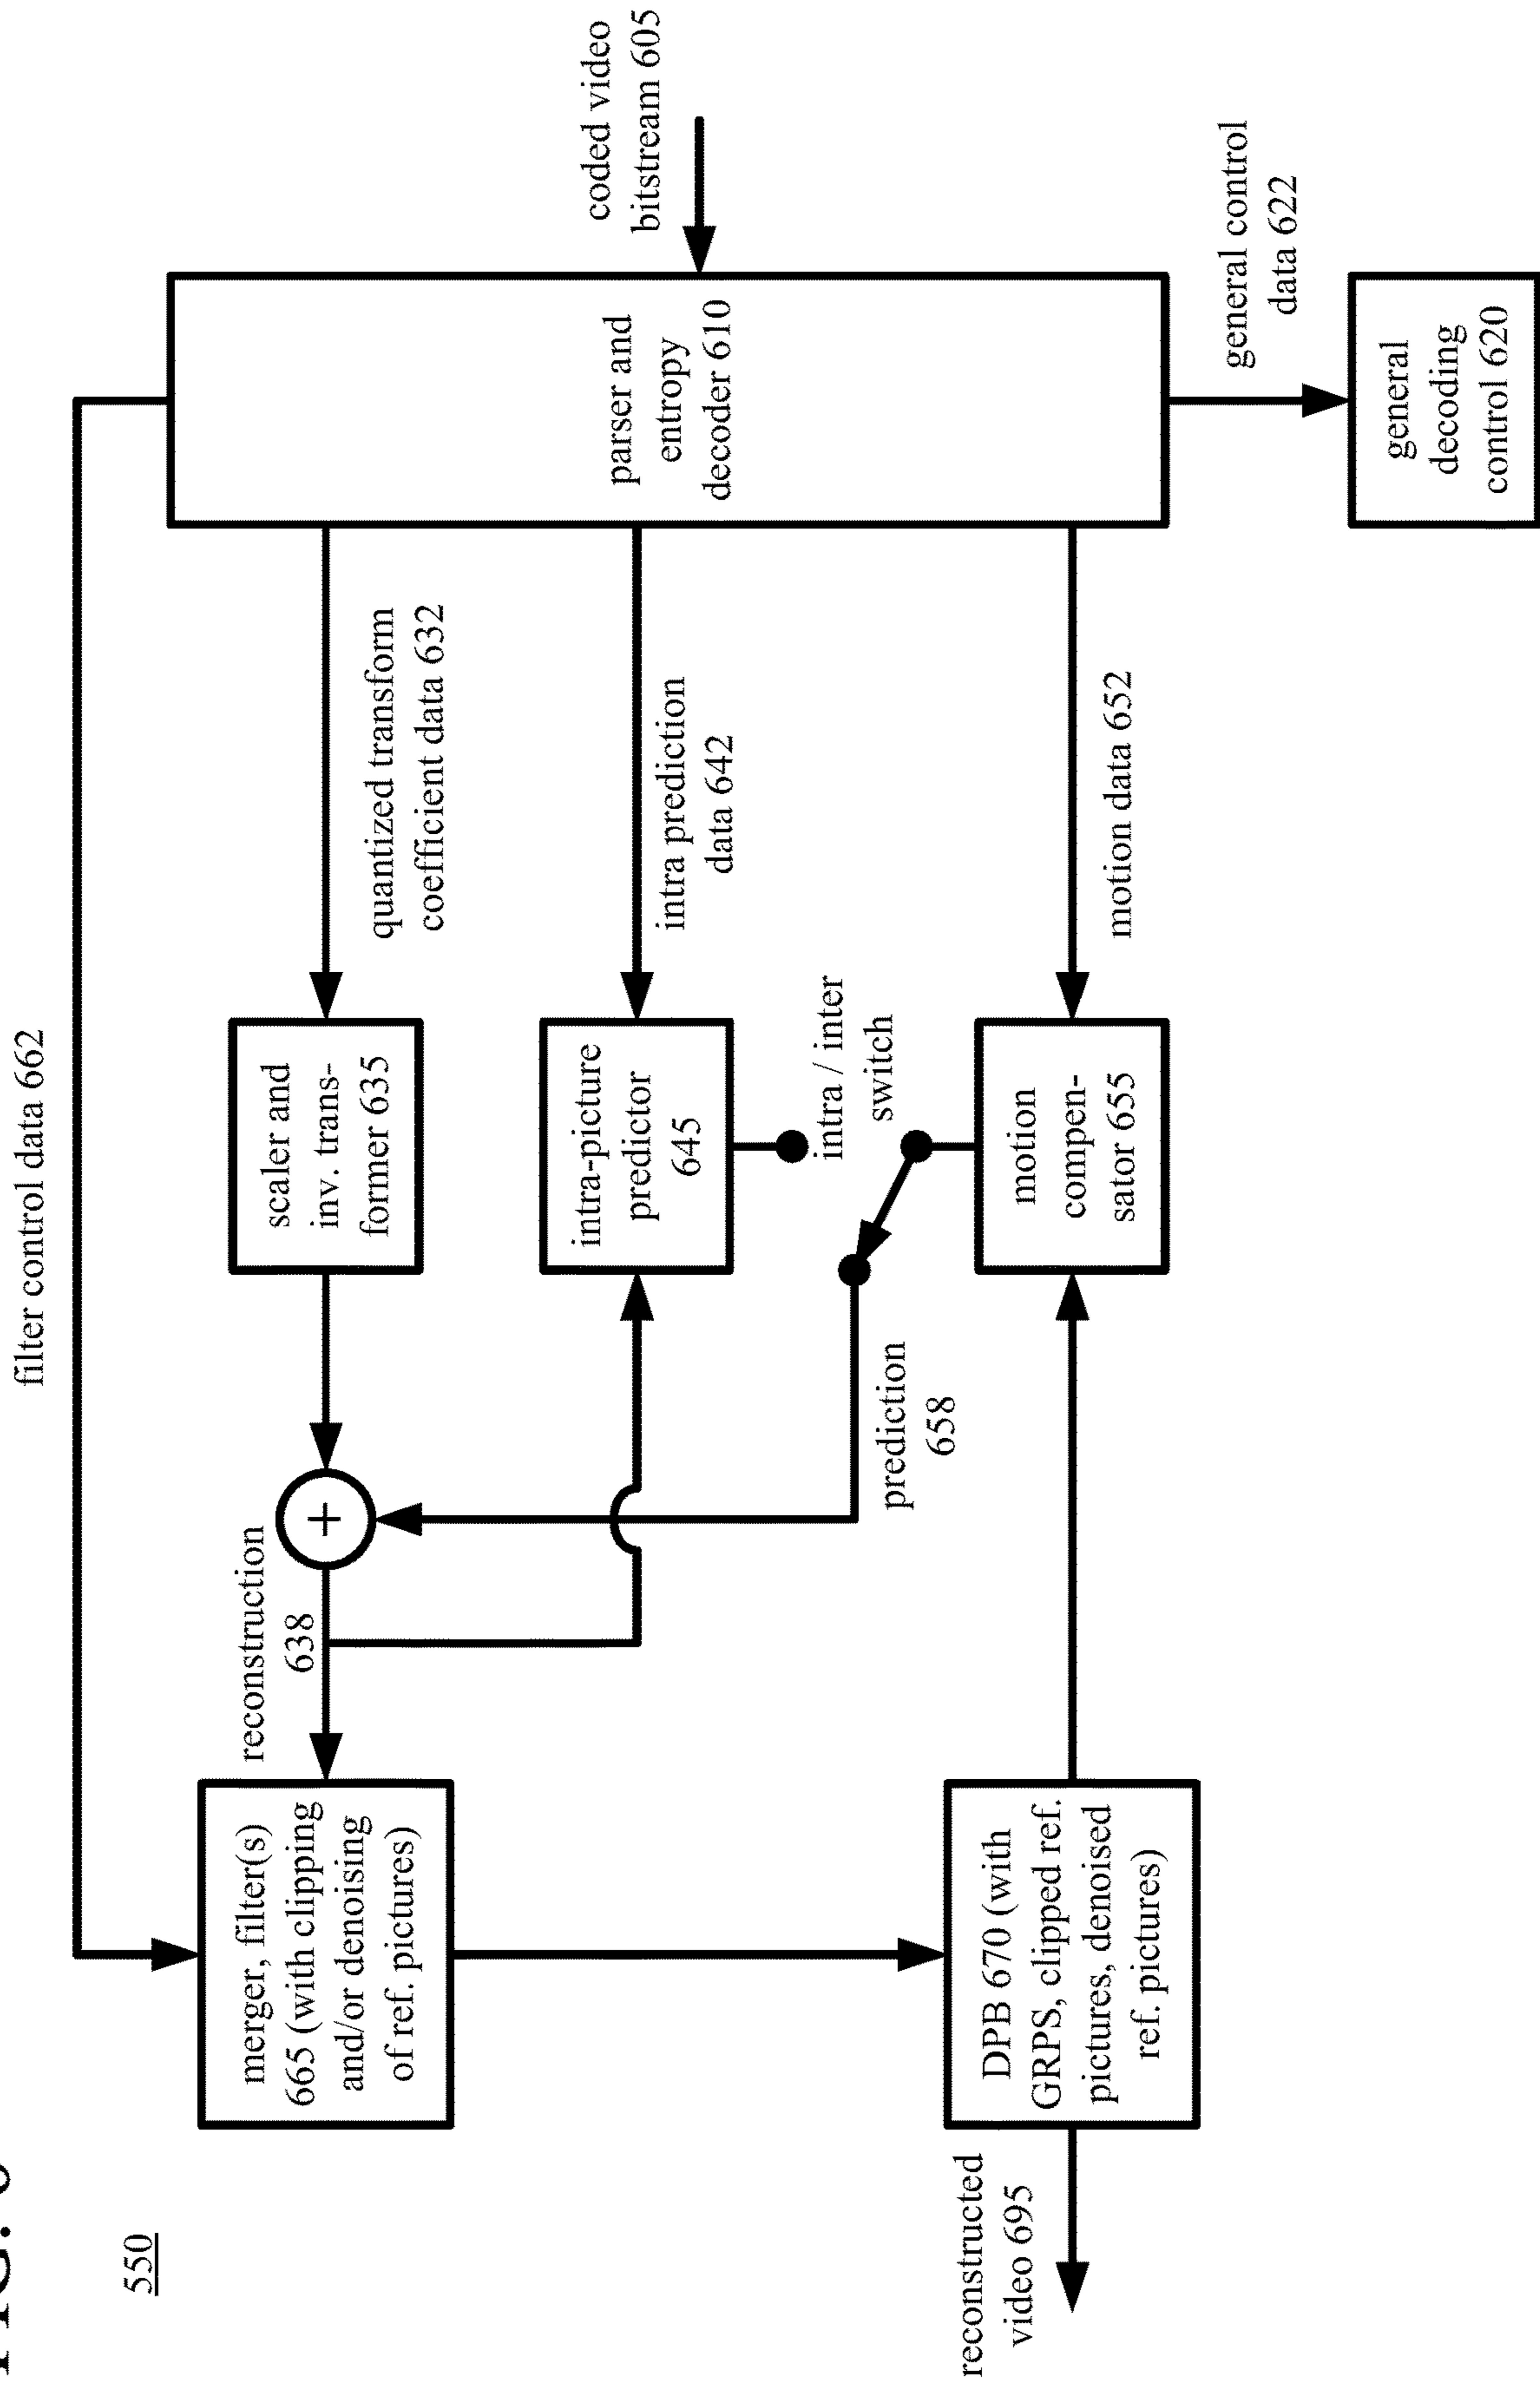 FIG.
550
filter control data 662
coded video
bitstream 605
parser and
entropy
decoder 610
general control
data 622
general
decoding
control 620
quantized transform
coefficient data 632
intra prediction
data 642
motion data 652
scaler and
inv. trans-
former 635
intra-picture
predictor
645
intra / inter
switch
motion
compen-
sator 655
prediction
658
+
reconstruction
638
merger, filter(s)
665 (with clipping
and/or denoising
of ref. pictures)
DPB 670 (with
GRPS, clipped ref.
pictures, denoised
ref. pictures)
reconstructed
video 695